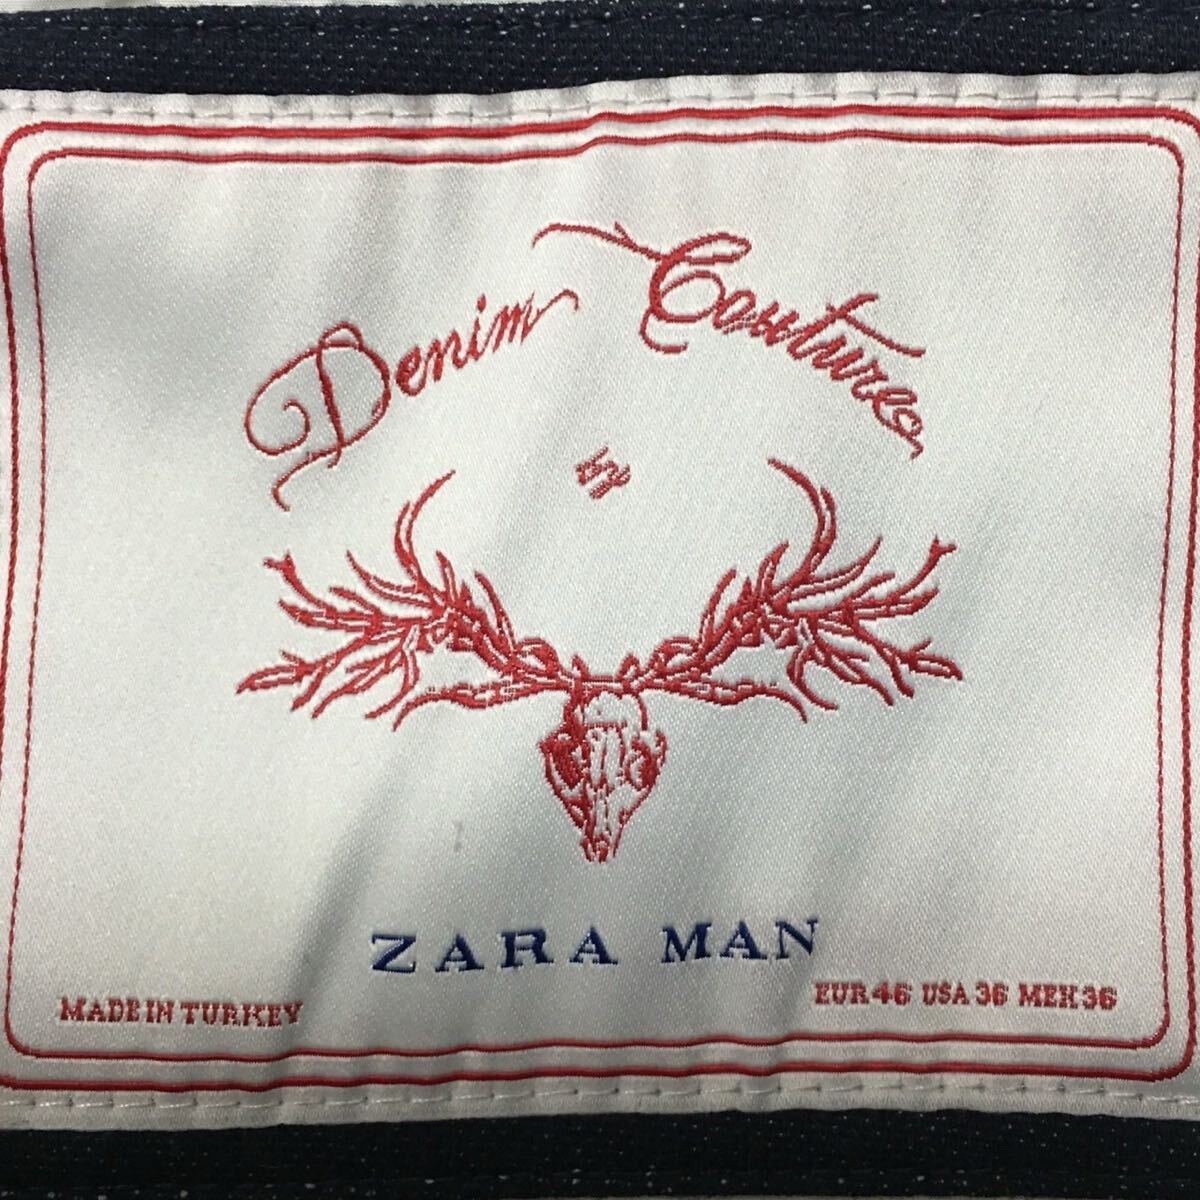 Denim Couture
by
ZARA MAN
MADE IN TURKEY
EUR 46 USA 36 MEX 36